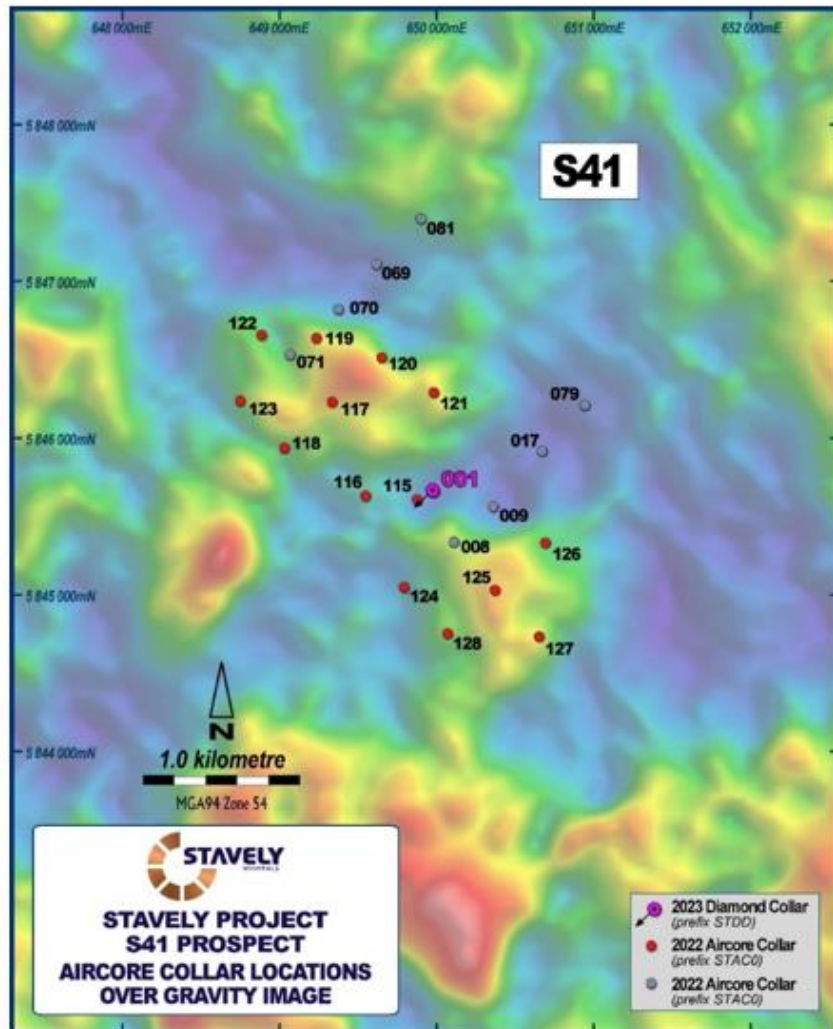 648 000mE
649 000mE
650 000mE
651 000mE
652 000mE
5 848 000mN
S41
081
069
5 847 000mN
070
122
119
071
120
079
123
117
121
5 846 000mN
118
017
116
115
001
009
008
126
5 845 000mN
124
125
128
127
N
5 844 000mN
1.0 kilometre
MGA94 Zone 54
STAVELY
MINERALS
STAVELY PROJECT
S41 PROSPECT
AIRCORE COLLAR LOCATIONS
OVER GRAVITY IMAGE
2023 Diamond Collar
(prefix STDD)
2022 Aircore Collar
(prefix STAC0)
2022 Aircore Collar
(prefix STAC0)